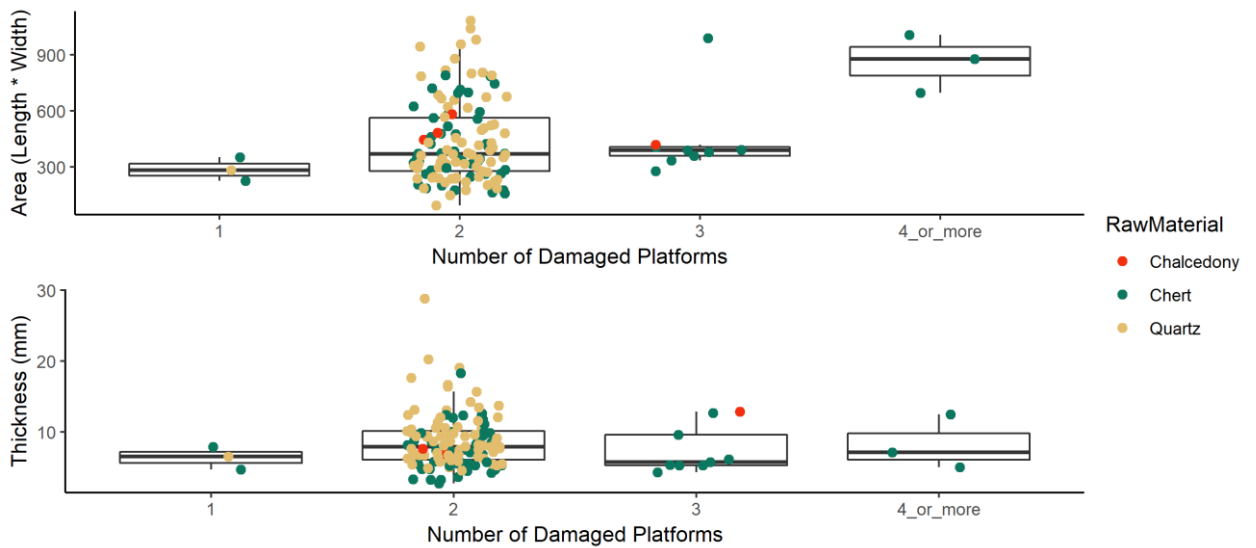 Area (Length * Width)
900
600
300
1
2
3
4_or_more
Number of Damaged Platforms
Thickness (mm)
30
20
10
1
2
3
4_or_more
Number of Damaged Platforms
RawMaterial
Chalcedony
Chert
Quartz